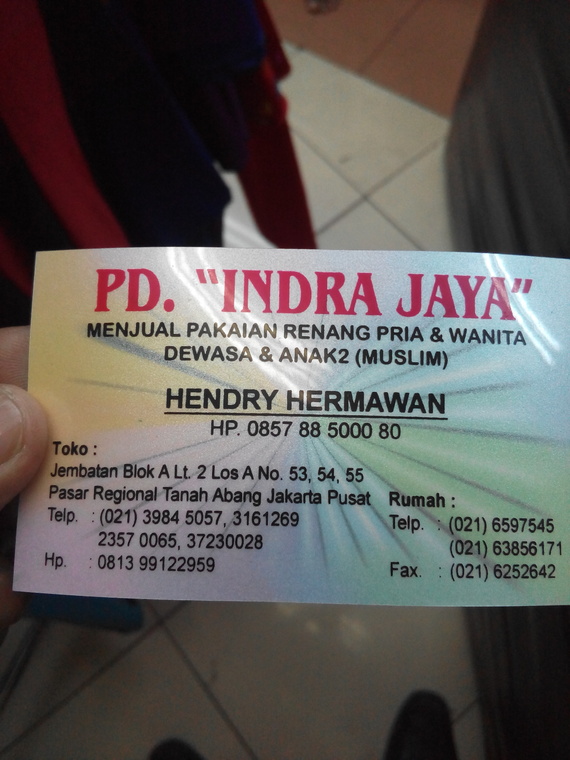 PD. "INDRA JAYA"
MENJUAL PAKAIAN RENANG PRIA & WANITA
DEWASA & ANAK2 (MUSLIM)
HENDRY HERMAWAN
HP. 0857 88 5000 80
Toko :
Jembatan Blok A Lt. 2 Los A No. 53, 54, 55
Pasar Regional Tanah Abang Jakarta Pusat
Telp. : (021) 3984 5057, 3161269
2357 0065, 37230028
Hp. : 0813 99122959
Rumah :
Telp. : (021) 6597545
(021) 63856171
Fax. : (021) 6252642